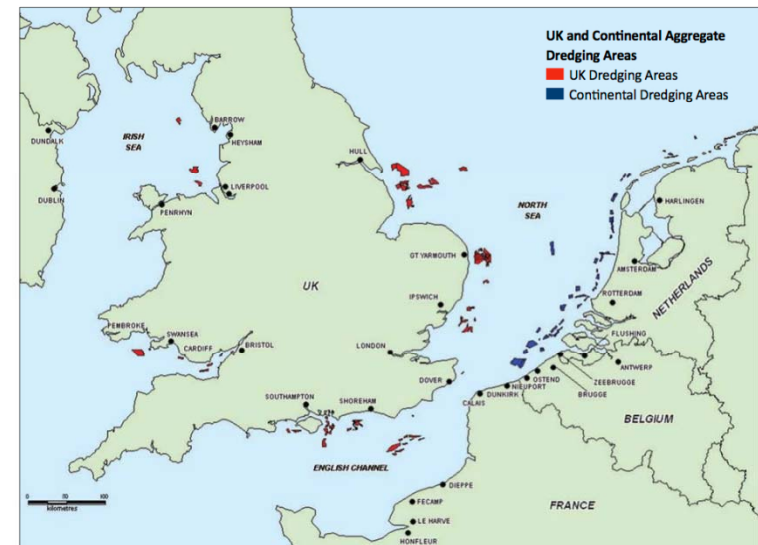 UK and Continental Aggregate
Dredging Areas
UK Dredging Areas
Continental Dredging Areas
BARROW
DUNDALK
IRISH
SEA
HEYSHAM
HULL
DUBLIN
LIVERPOOL
PENRHYN
NORTH
SEA
HARLINGEN
GT YARMOUTH
AMSTERDAM
UK
IPSWICH
ROTTERDAM
NETHERLANDS
PEMBROKE
SWANSEA
CARDIFF
BRISTOL
LONDON
FLUSHING
DOVER
ANTWERP
ZEEBRUGGE
OSTEND
NIEUPORT
BRUGGE
SOUTHAMPTON
SHOREHAM
CALAIS
DUNKIRK
BELGIUM
ENGLISH CHANNEL
DIEPPE
0 50 100
kilometres
FECAMP
FRANCE
LE HARVE
HONFLEUR